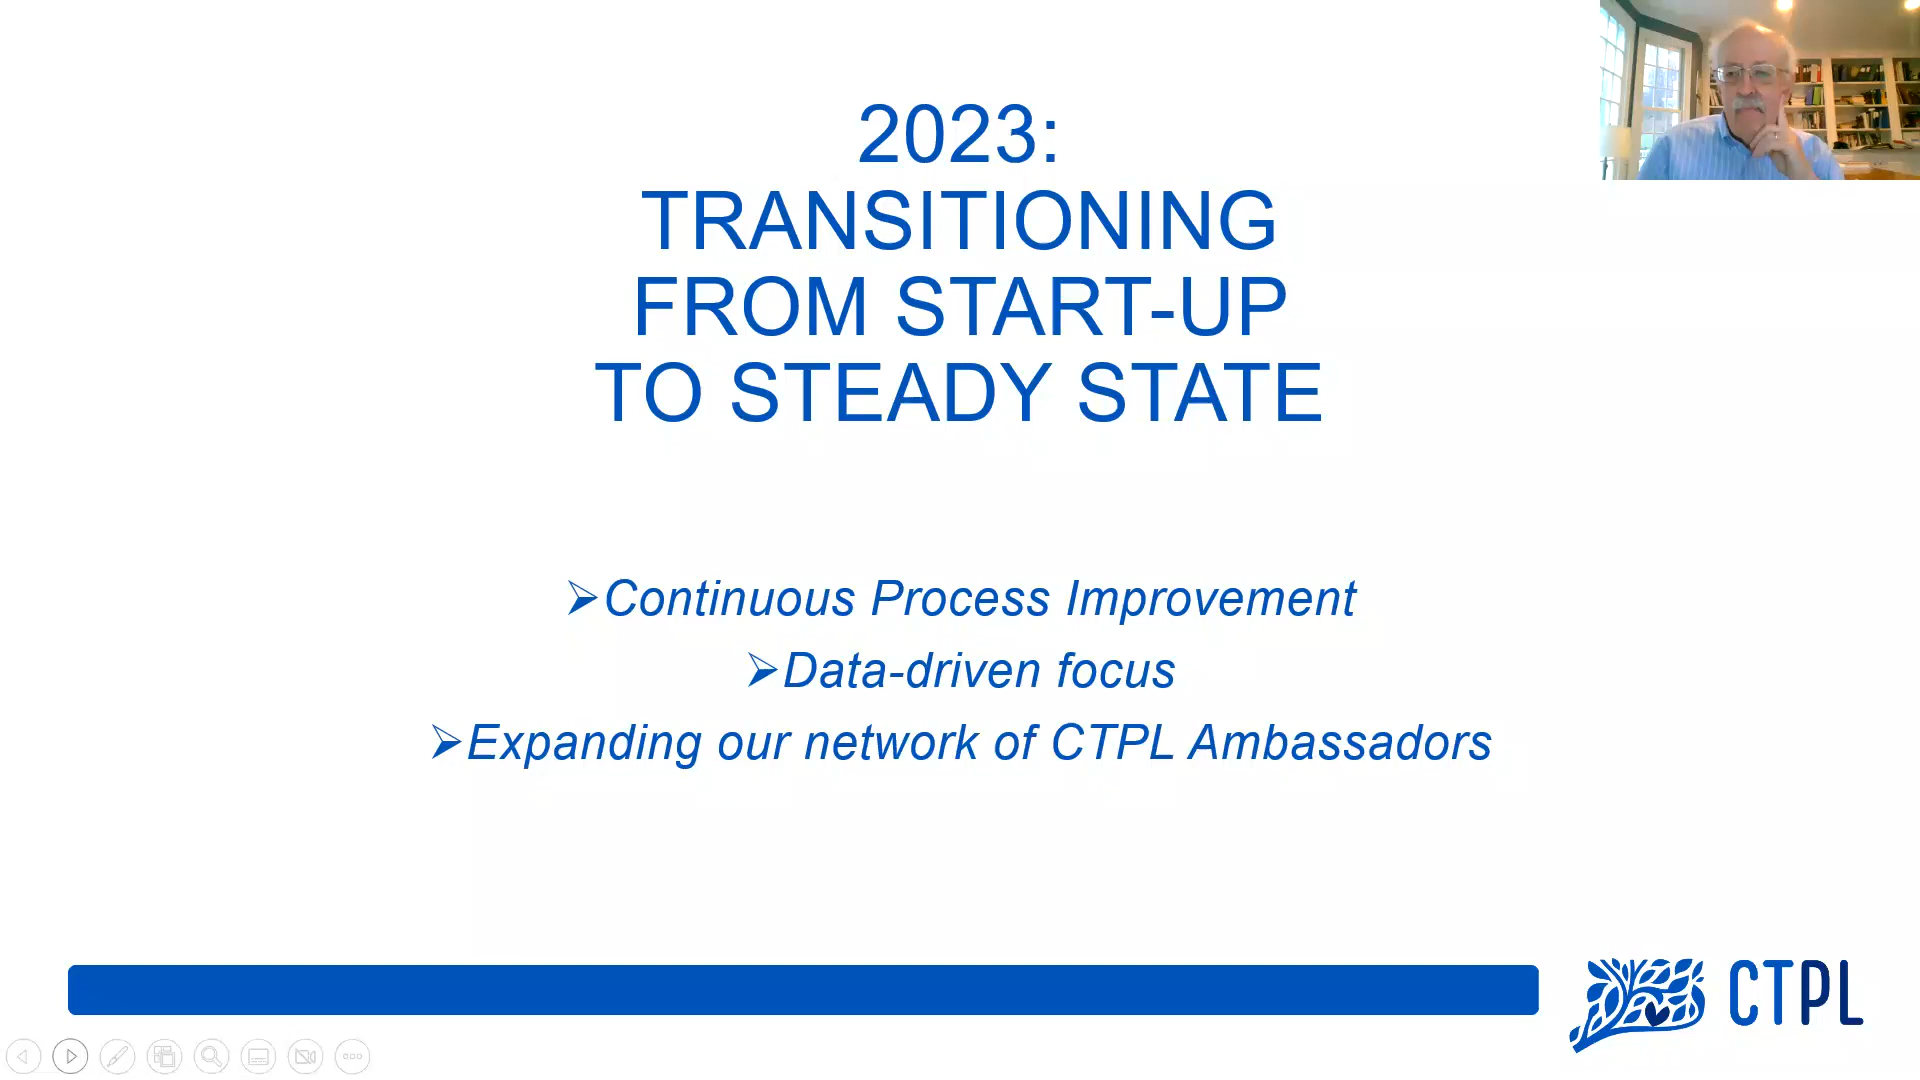 2023:
TRANSITIONING
FROM START-UP
TO STEADY STATE
➢Continuous Process Improvement
➢Data-driven focus
➢Expanding our network of CTPL Ambassadors
CTPL